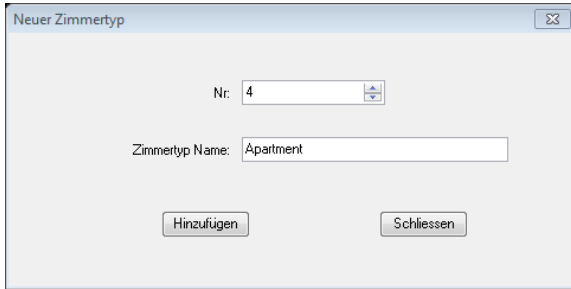 Neuer Zimmertyp
Nr: 4
Zimmertyp Name: Apartment
Hinzufügen Schliessen